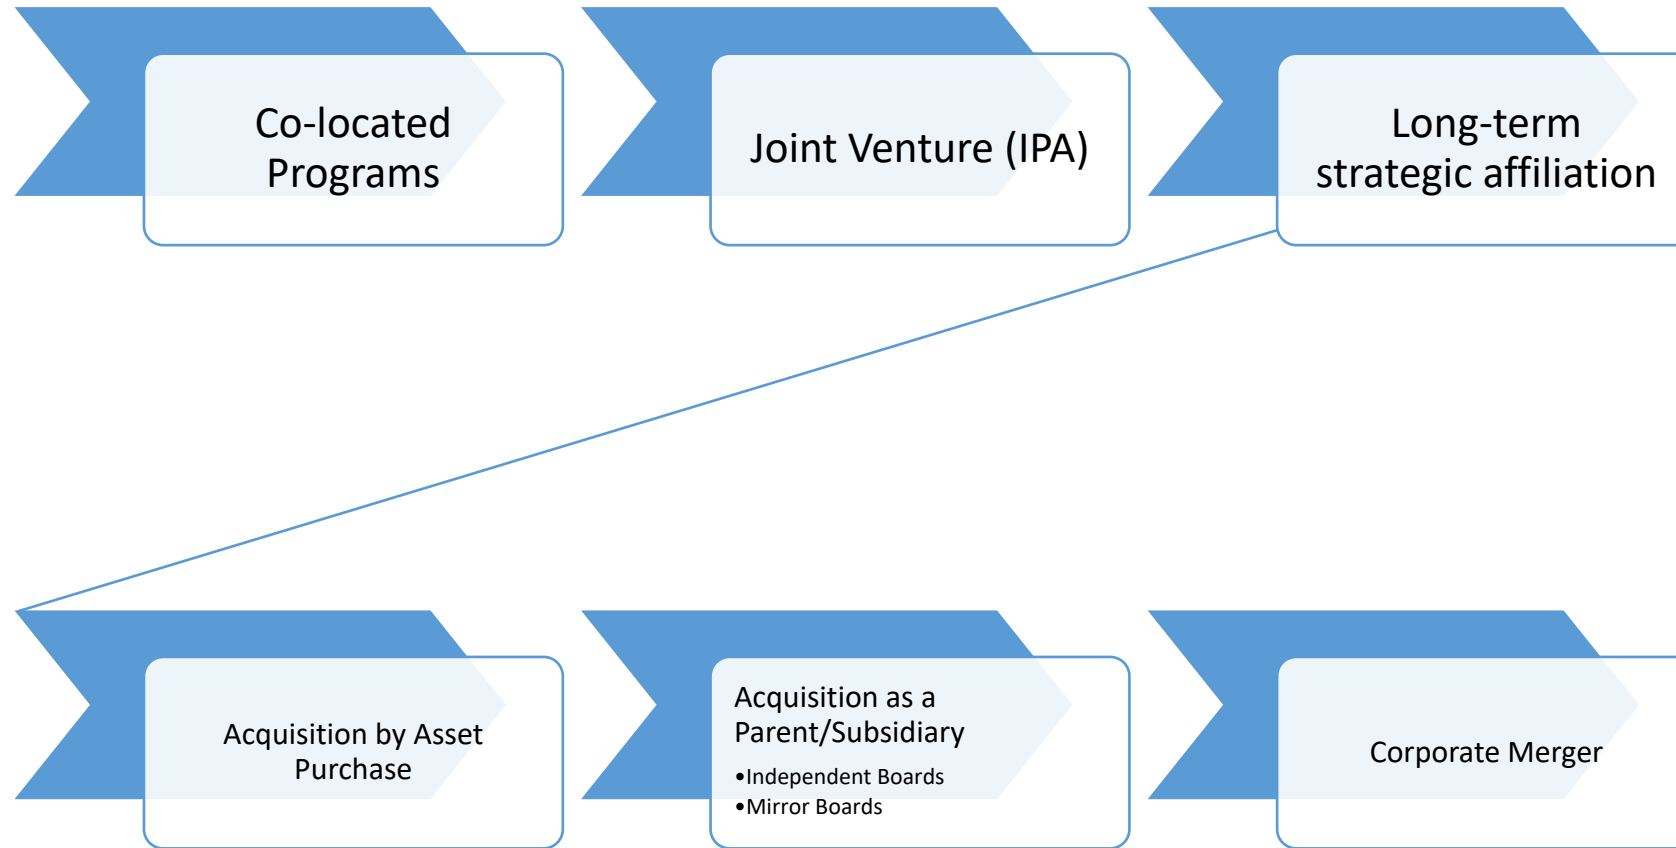 Co-located
Programs
Joint Venture (IPA)
Long-term
strategic affiliation
Acquisition by Asset
Purchase
Acquisition as a
Parent/Subsidiary
•Independent Boards
•Mirror Boards
Corporate Merger